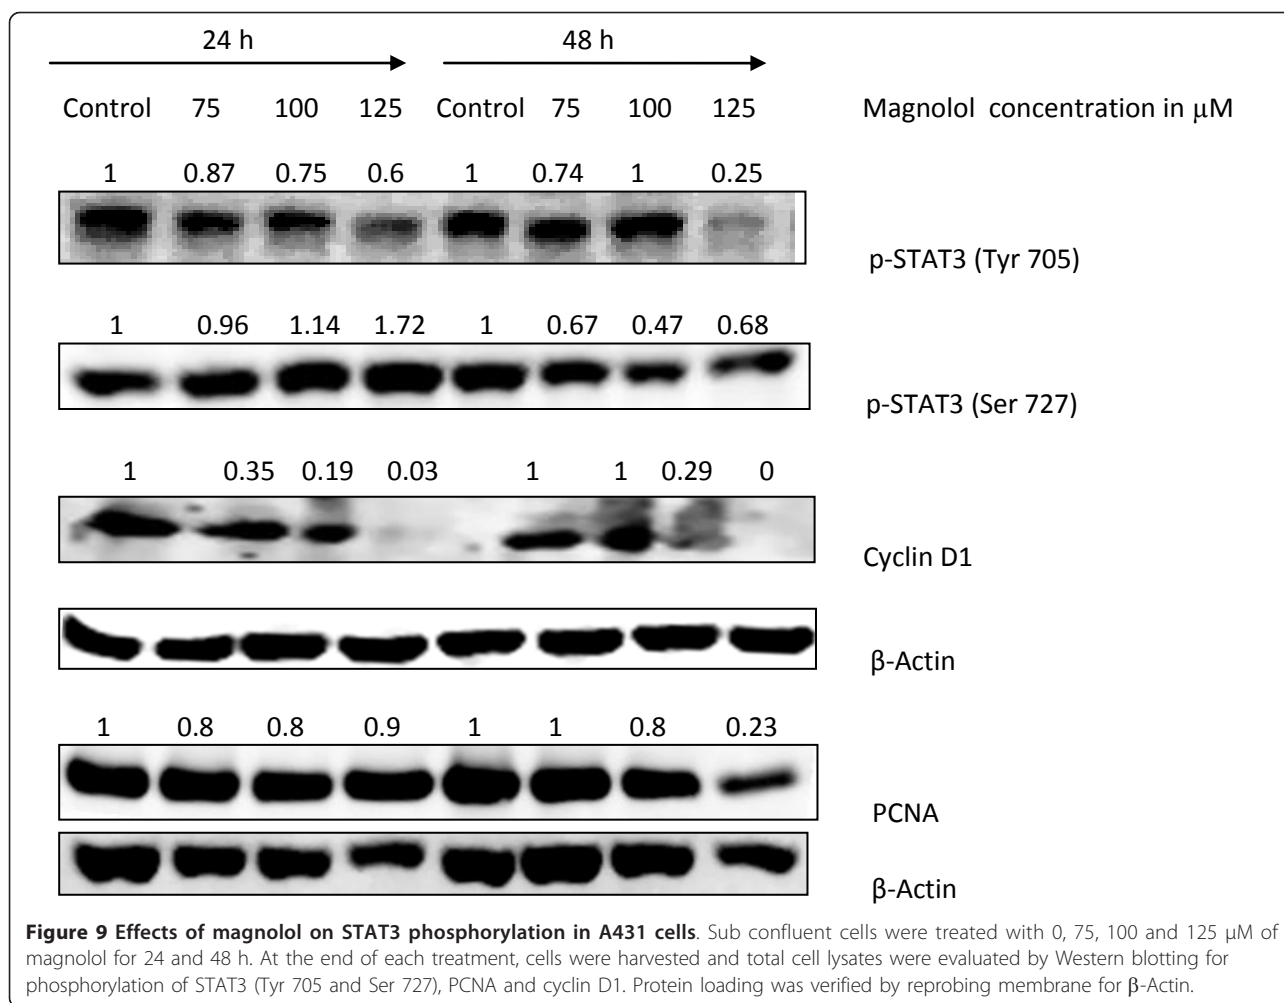 24 h 48 h
Control 75 100 125 Control 75 100 125 Magnolol concentration in μM
1 0.87 0.75 0.6 1 0.74 1 0.25
p-STAT3 (Tyr 705)
1 0.96 1.14 1.72 1 0.67 0.47 0.68
p-STAT3 (Ser 727)
1 0.35 0.19 0.03 1 1 0.29 0
Cyclin D1
β-Actin
1 0.8 0.8 0.9 1 1 0.8 0.23
PCNA
β-Actin
Figure 9 Effects of magnolol on STAT3 phosphorylation in A431 cells. Sub confluent cells were treated with 0, 75, 100 and 125 μM of
magnolol for 24 and 48 h. At the end of each treatment, cells were harvested and total cell lysates were evaluated by Western blotting for
phosphorylation of STAT3 (Tyr 705 and Ser 727), PCNA and cyclin D1. Protein loading was verified by reprobing membrane for β-Actin.